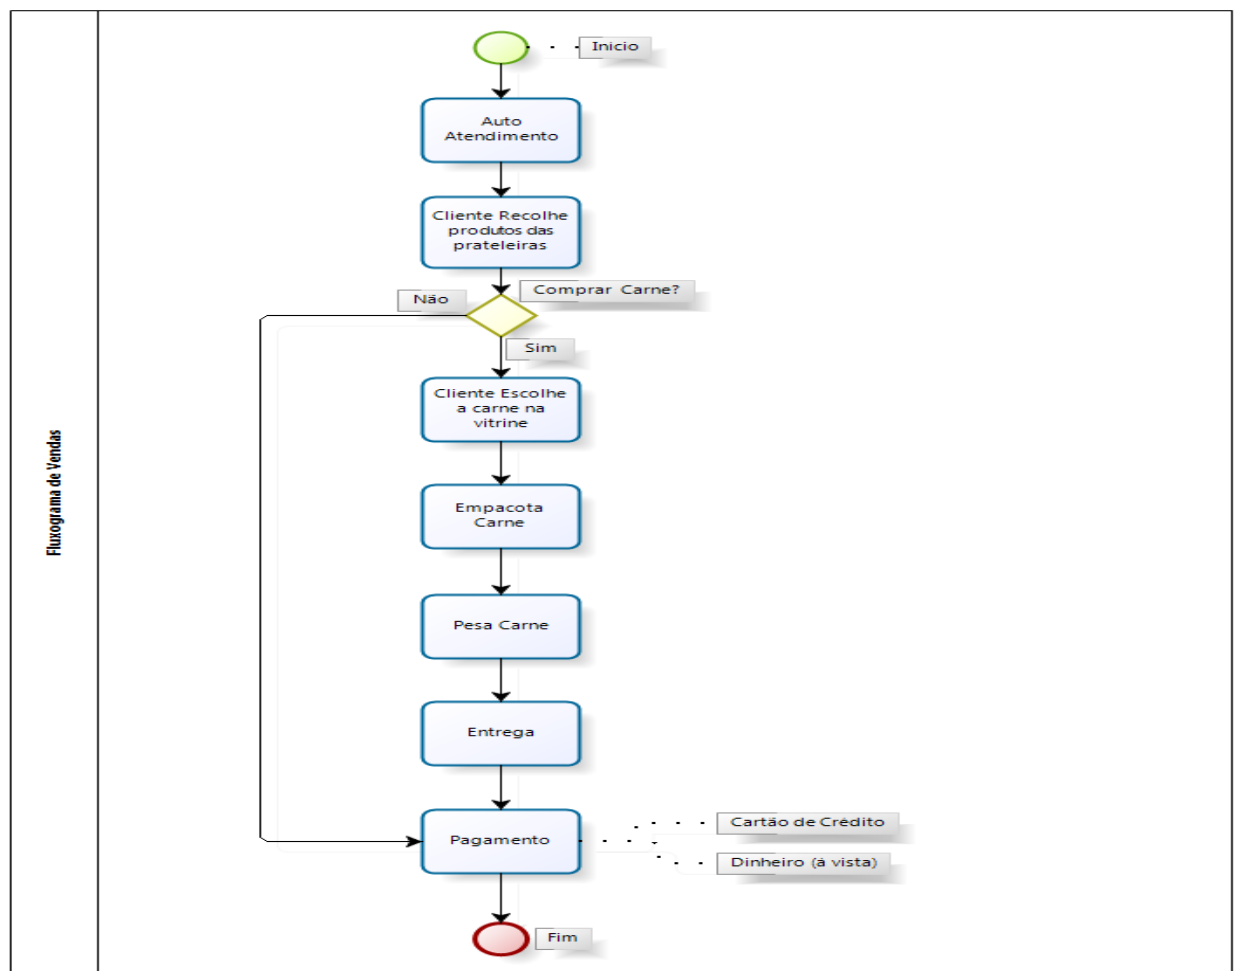 Fluxograma de Vendas
Inicio
Auto
Atendimento
Cliente Recolhe
produtos das
prateleiras
Comprar Carne?
Não
Sim
Cliente Escolhe
a carne na
vitrine
Empacota
Carne
Pesa Carne
Entrega
Pagamento
Cartão de Crédito
Dinheiro (á vista)
Fim